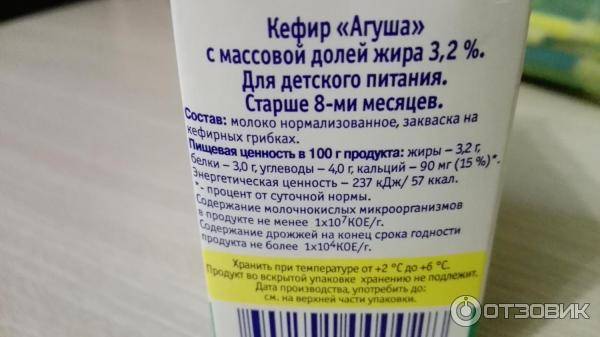 Кефир «Агуша»
с массовой долей жира 3,2 %.
Для детского питания.
Старше 8-ми месяцев.
Состав: молоко нормализованное, закваска на
кефирных грибках.
Пищевая ценность в 100 г продукта: жиры – 3,2 г,
белки – 3,0 г, углеводы – 4,0 г, кальций – 90 мг (15 %)*.
Энергетическая ценность – 237 кДж/ 57 ккал.
*- процент от суточной нормы.
Содержание молочнокислых микроорганизмов
в продукте не менее 1x10⁷КОЕ/г.
Содержание дрожжей на конец срока годности
продукта не более 1x10⁴КОЕ/г.
Хранить при температуре от +2 °С до +6 °С.
Продукт во вскрытой упаковке хранению не подлежит.
Дата производства, употребить до:
см. на верхней части упаковки.
ОТЗОВИК